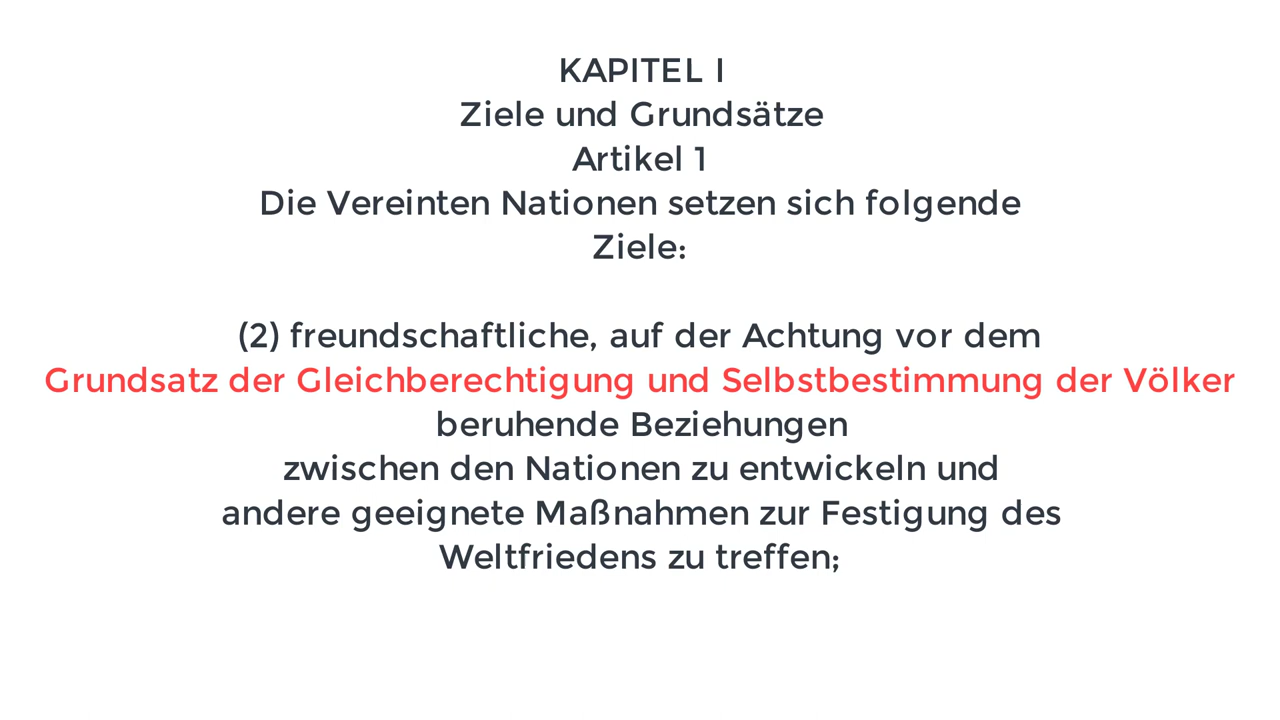 KAPITEL I
Ziele und Grundsätze
Artikel 1
Die Vereinten Nationen setzen sich folgende
Ziele:
(2) freundschaftliche, auf der Achtung vor dem
Grundsatz der Gleichberechtigung und Selbstbestimmung der Völker
beruhende Beziehungen
zwischen den Nationen zu entwickeln und
andere geeignete Maßnahmen zur Festigung des
Weltfriedens zu treffen;